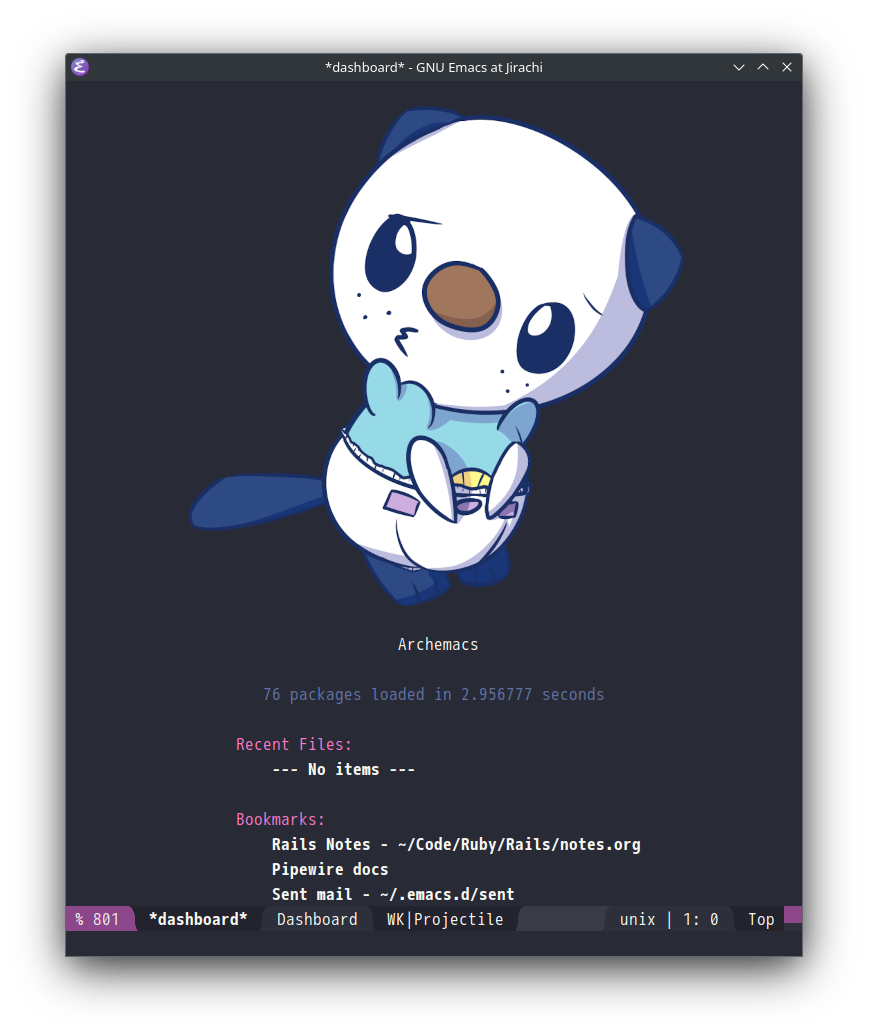 *dashboard* - GNU Emacs at Jirachi
Archemacs
76 packages loaded in 2.956777 seconds
Recent Files:
--- No items ---
Bookmarks:
Rails Notes - ~/Code/Ruby/Rails/notes.org
Pipewire docs
Sent mail - ~/.emacs.d/sent
% 801 *dashboard* Dashboard WK|Projectile unix | 1: 0 Top